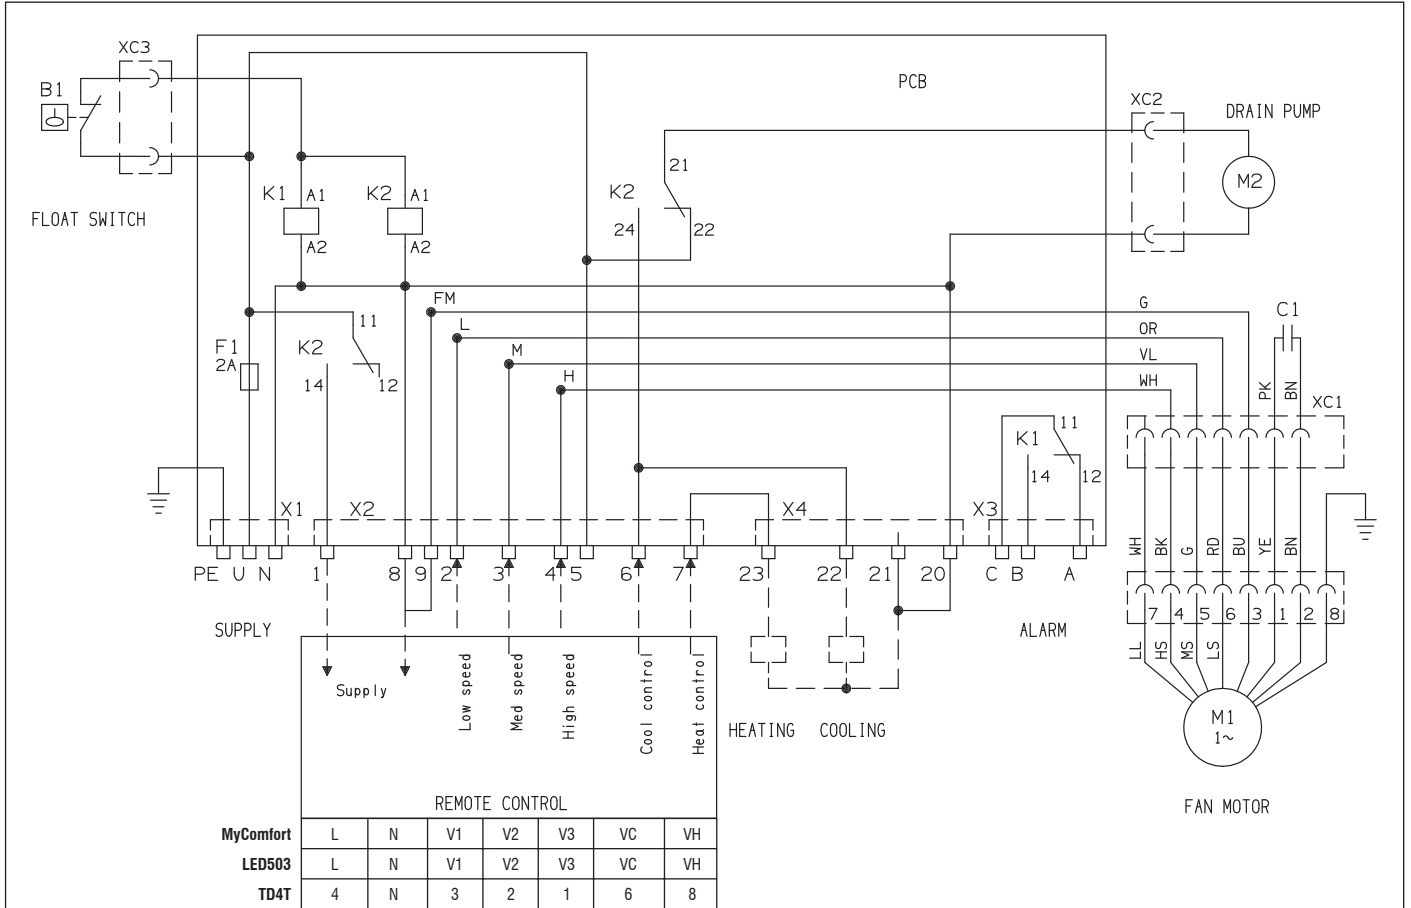 XC3
PCB
B1
XC2
DRAIN PUMP
21
K1 A1 K2 A1
K2
M2
FLOAT SWITCH
24 22
A2 A2
FM
G
C1
11
L
OR
F1
2A
K2
M
VL
14 12
H
WH
PK BN
XC1
11
K1
14 12
X1 X2 X4 X3
WH BK G RD BU YE BN
PE U N 1 8 9 2 3 4 5 6 7 23 22 21 20 C B A
7 4 5 6 3 1 2 8
SUPPLY
ALARM
LL HS MS LS
Supply
Low speed
Med speed
High speed
Cool control
Heat control
HEATING COOLING
M1
1~
FAN MOTOR
REMOTE CONTROL
MyComfort L N V1 V2 V3 VC VH
LED503 L N V1 V2 V3 VC VH
TD4T 4 N 3 2 1 6 8